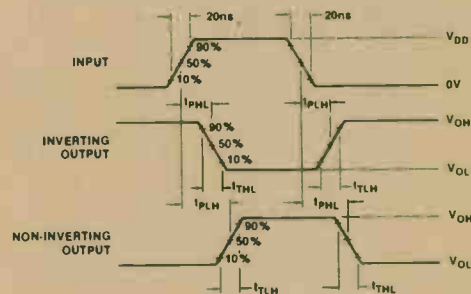 20ns 20ns
VDD
90%
INPUT 50%
10% 0V
tPHL tPLH
90% VOH
INVERTING 50%
OUTPUT 10% VOL
tTHL tTLH
tPLH tPHL
90% VOH
NON-INVERTING 50%
OUTPUT 10% VOL
tTLH tTHL